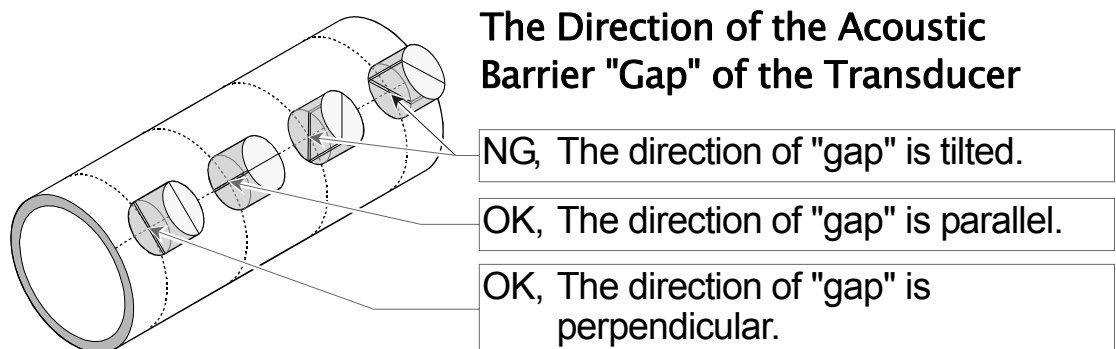 The Direction of the Acoustic
Barrier "Gap" of the Transducer
NG, The direction of "gap" is tilted.
OK, The direction of "gap" is parallel.
OK, The direction of "gap" is
perpendicular.